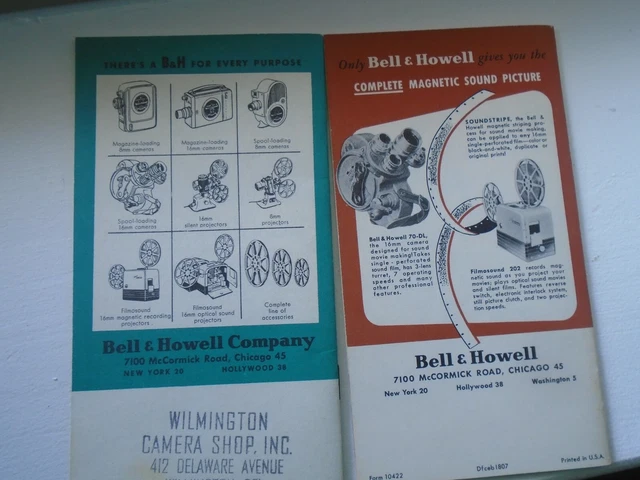 THERE'S A B&H FOR EVERY PURPOSE
Magazine-loading
8mm cameras
Magazine-loading
16mm cameras
Spool-loading
8mm cameras
Spool-loading
16mm cameras
16mm
silent projectors
8mm
projectors
Filmosound
16mm magnetic recording
projectors
Filmosound
16mm optical sound
projectors
Complete
line of
accessories
Bell & Howell Company
7100 McCormick Road, Chicago 45
NEW YORK 20 HOLLYWOOD 38
WILMINGTON
CAMERA SHOP, INC.
412 DELAWARE AVENUE
Only Bell & Howell gives you the
COMPLETE MAGNETIC SOUND PICTURE
SOUNDSTRIPE, the Bell &
Howell magnetic striping pro-
cess for sound movie making,
can be applied to any 16mm
single-perforated film—color or
black-and-white, duplicate or
original prints!
Bell & Howell 70-DL,
the 16mm camera
designed for sound
movie making! Takes
single-perforated
sound film, has 3-lens
turret, 7 operating
speeds and many
other professional
features.
Filmosound 202 records mag-
netic sound as you project your
movies; plays optical sound movies
and silent films. Features reverse
switch, electronic interlock system,
still picture clutch, and two projec-
tion speeds.
Bell & Howell
7100 McCORMICK ROAD, CHICAGO 45
New York 20 Hollywood 38 Washington 5
Form 10422 Dfceb1807 Printed in U.S.A.